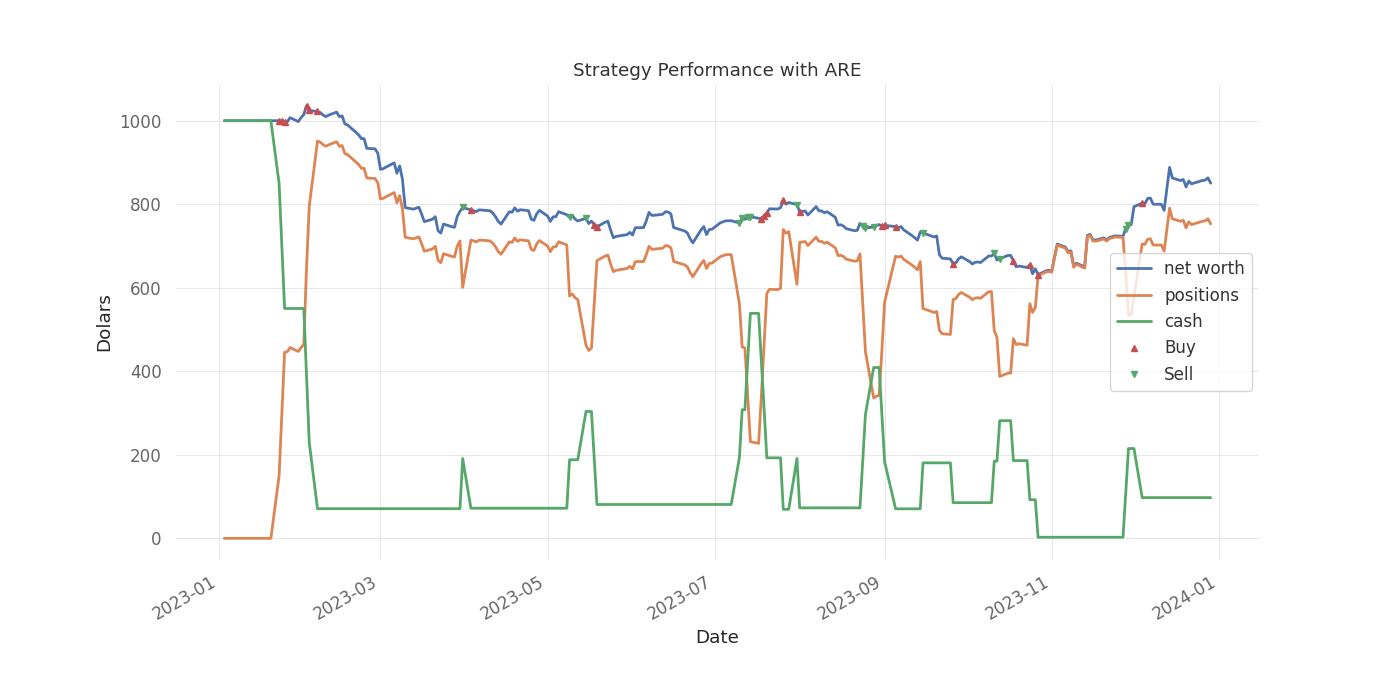 Strategy Performance with ARE
1000
800
600
400
200
0
Dolars
2023-01
2023-03
2023-05
2023-07
2023-09
2023-11
2024-01
Date
net worth
positions
cash
Buy
Sell